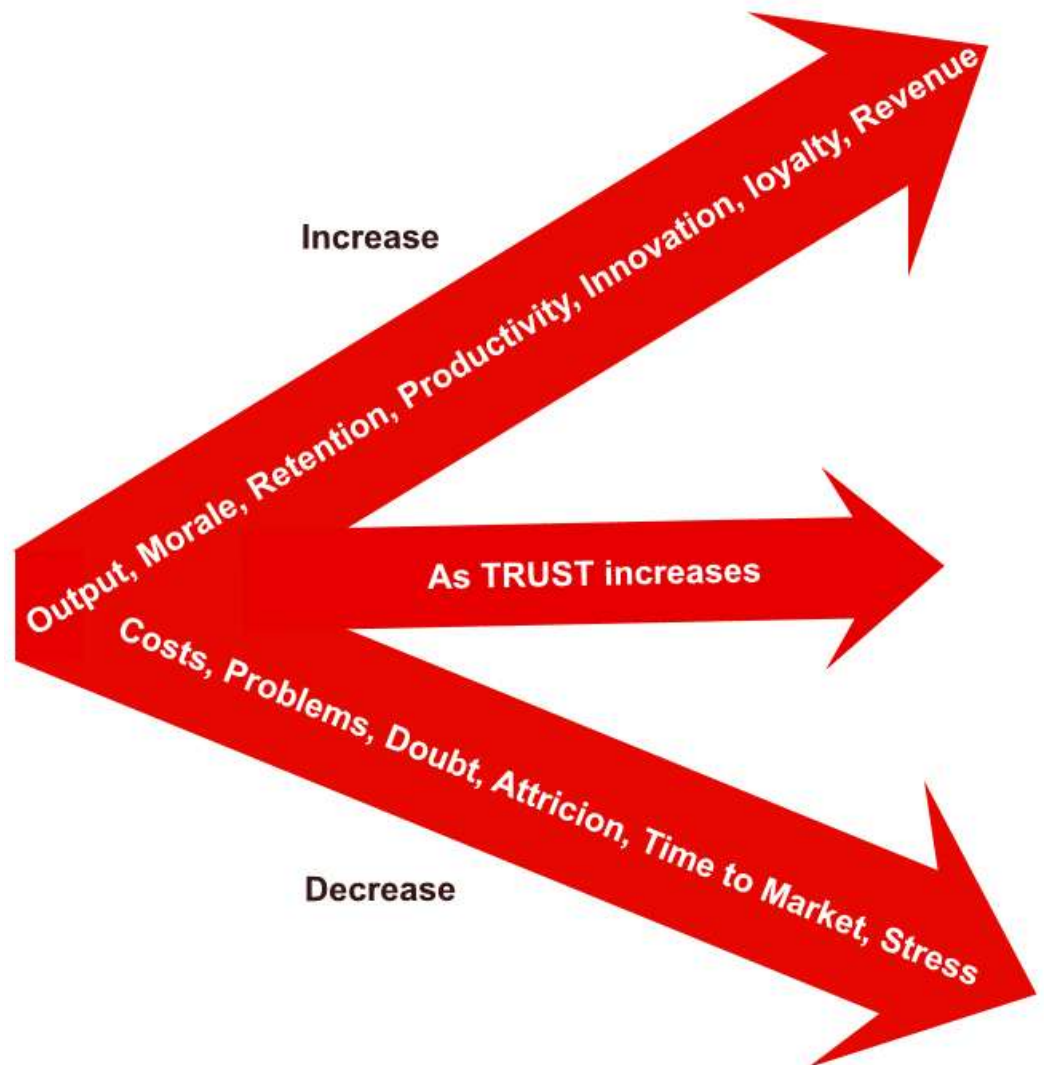 Increase
Output, Morale, Retention, Productivity, Innovation, loyalty, Revenue
As TRUST increases
Costs, Problems, Doubt, Attricion, Time to Market, Stress
Decrease